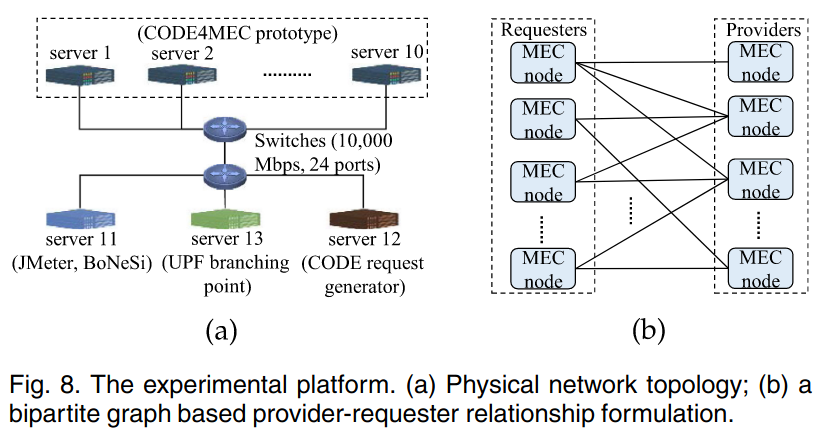 (CODE4MEC prototype)
server 1
server 2
server 10
..........
Switches (10,000
Mbps, 24 ports)
server 11
(JMeter, BoNeSi)
server 13
(UPF branching
point)
server 12
(CODE request
generator)
(a)
Requesters
Providers
MEC
node
MEC
node
MEC
node
MEC
node
MEC
node
MEC
node
MEC
node
MEC
node
(b)
Fig. 8. The experimental platform. (a) Physical network topology; (b) a
bipartite graph based provider-requester relationship formulation.